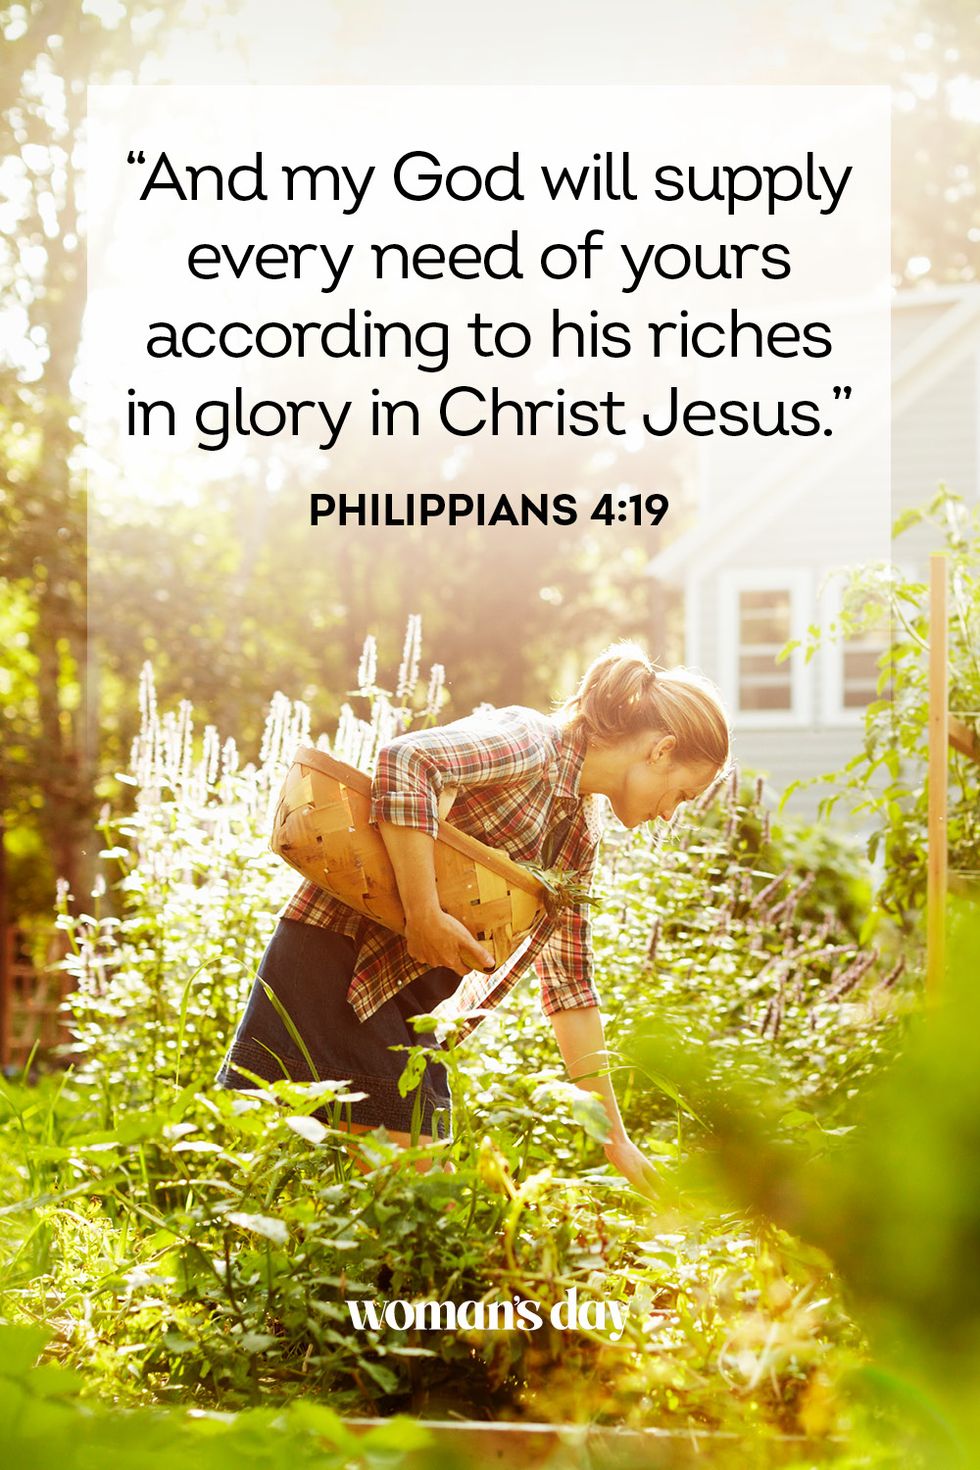 “And my God will supply
every need of yours
according to his riches
in glory in Christ Jesus.”
PHILIPPIANS 4:19
woman's day